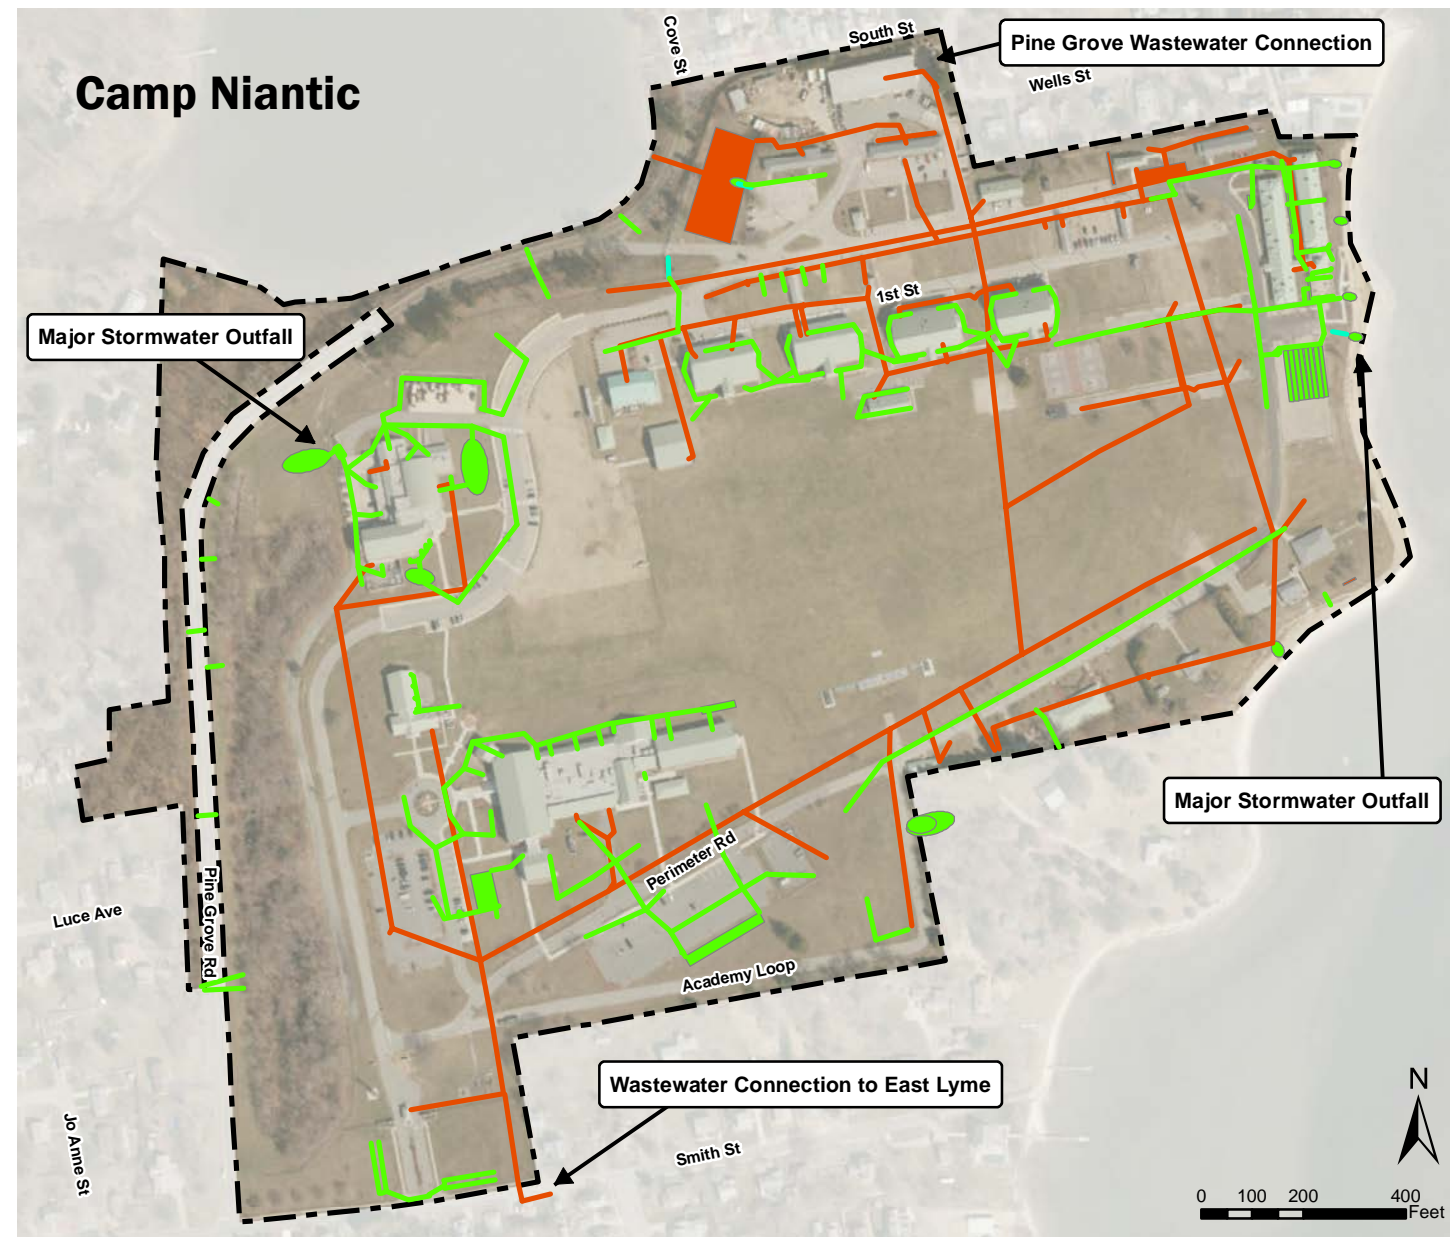 Cove St
South St
Pine Grove Wastewater Connection
Wells St
Camp Niantic
1st St
Major Stormwater Outfall
Major Stormwater Outfall
Perimeter Rd
Pine Grove Rd
Luce Ave
Academy Loop
Wastewater Connection to East Lyme
Jo Anne St
Smith St
N
0 100 200 400
Feet